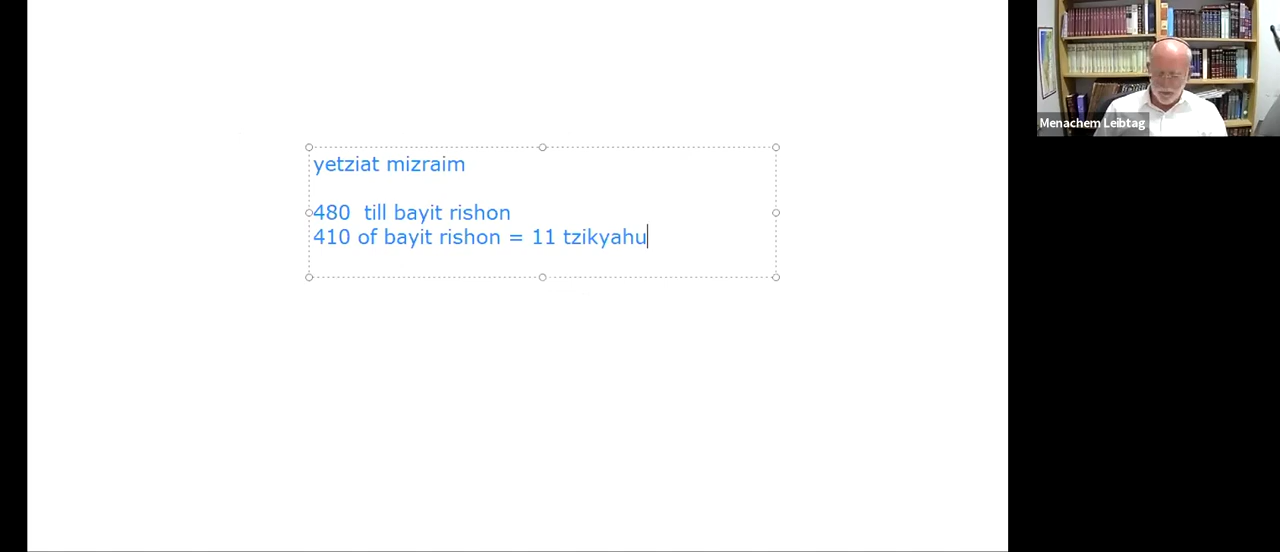 yetziat mizraim
480  till bayit rishon
410 of bayit rishon = 11 tzikyahu
Menachem Leibtag